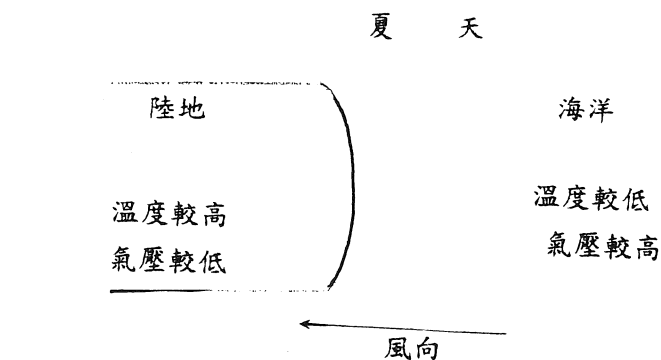 夏 天
陸地
海洋
溫度較高
氣壓較低
溫度較低
氣壓較高
風向